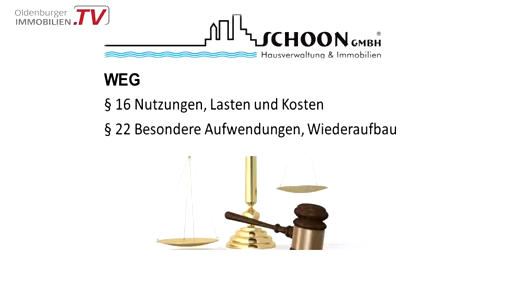 Oldenburger
IMMOBILIEN.TV
SCHOON GMBH®
Hausverwaltung & Immobilien
WEG
§ 16 Nutzungen, Lasten und Kosten
§ 22 Besondere Aufwendungen, Wiederaufbau